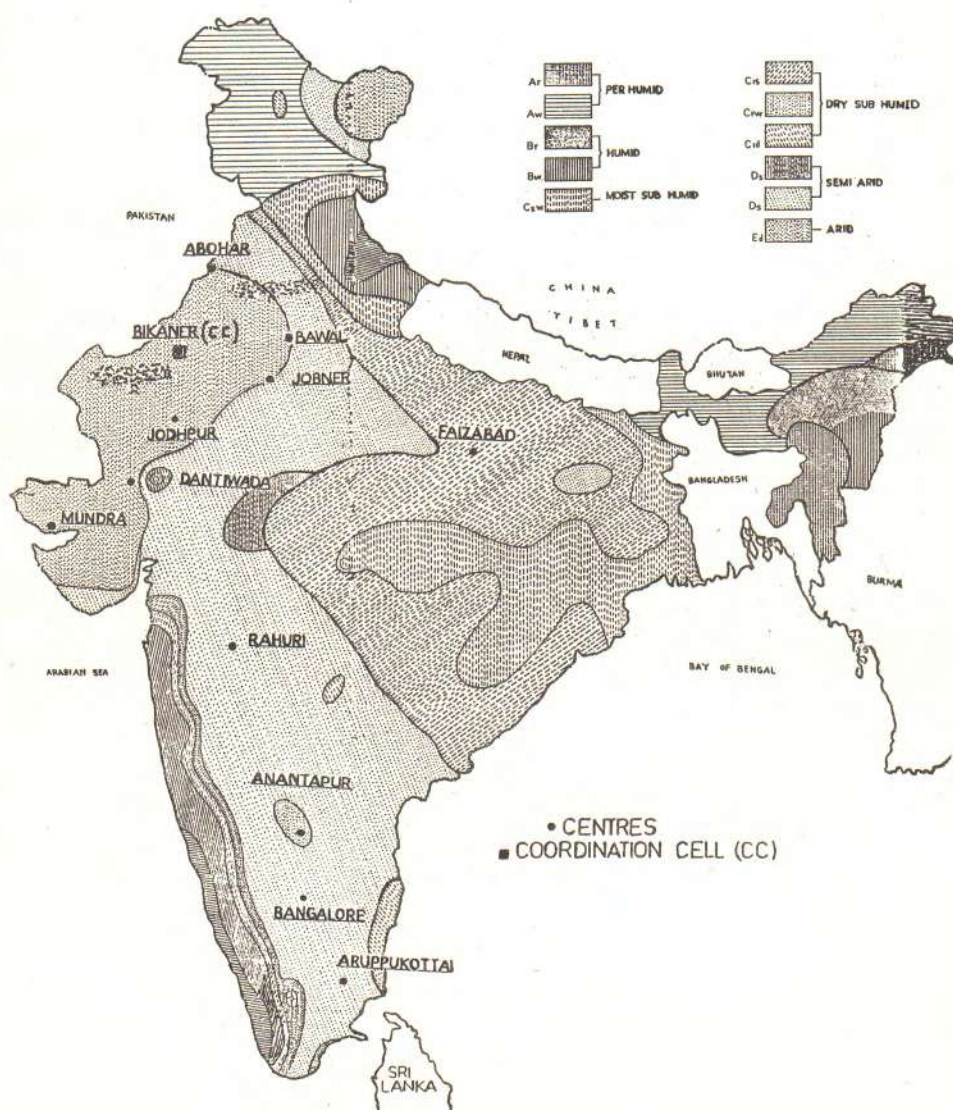 Ar
Aw
PER HUMID
Br
Bw
HUMID
C₂w
MOIST SUB HUMID
C₁s
C₁w
C₁d
DRY SUB HUMID
Ds
Ds
SEMI ARID
Ed
ARID
PAKISTAN
ABOHAR
CHINA
TIBET
BIKANER (CC)
BAWAL
NEPAL
BHUTAN
JOBNER
JODHPUR
FAIZABAD
DANTIWADA
BANGLADESH
MUNDRA
BURMA
RAHURI
ARABIAN SEA
BAY OF BENGAL
ANANTAPUR
• CENTRES
■ COORDINATION CELL (CC)
BANGALORE
ARUPPUKOTTAI
SRI
LANKA